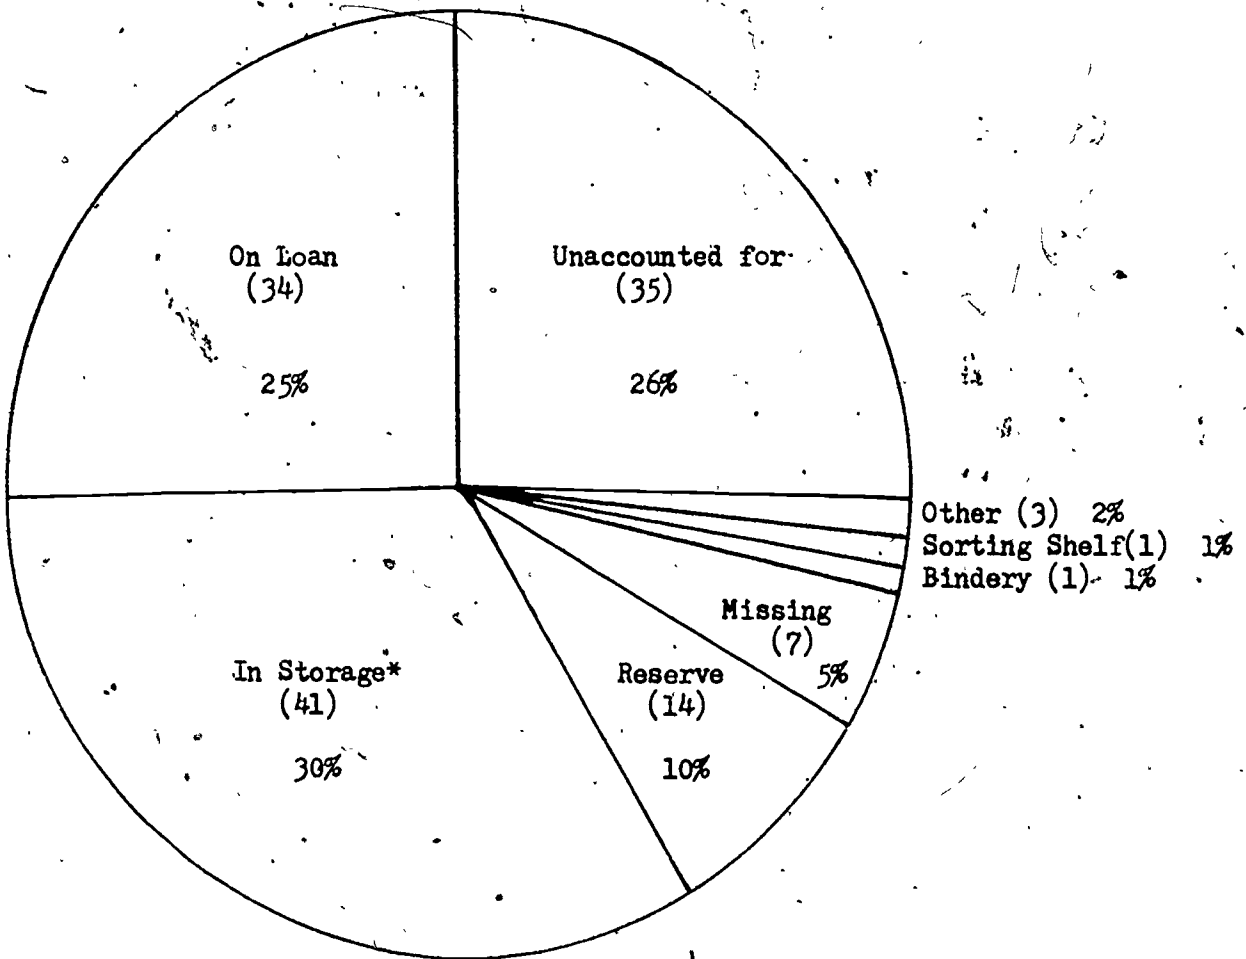 On Loan
(34)
25%
Unaccounted for
(35)
26%
Other (3) 2%
Sorting Shelf(1) 1%
Bindery (1) 1%
Missing
(7)
5%
Reserve
(14)
10%
In Storage*
(41)
30%